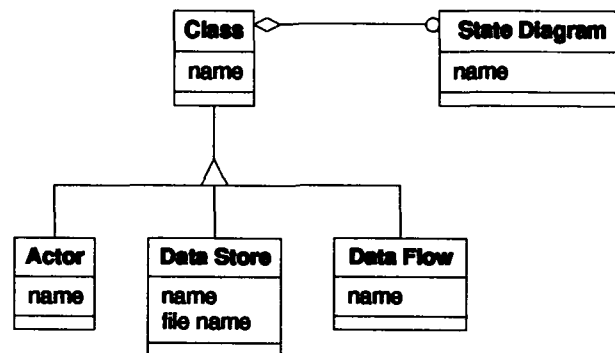 Class
name
State Diagram
name
Actor
name
Data Store
name
file name
Data Flow
name